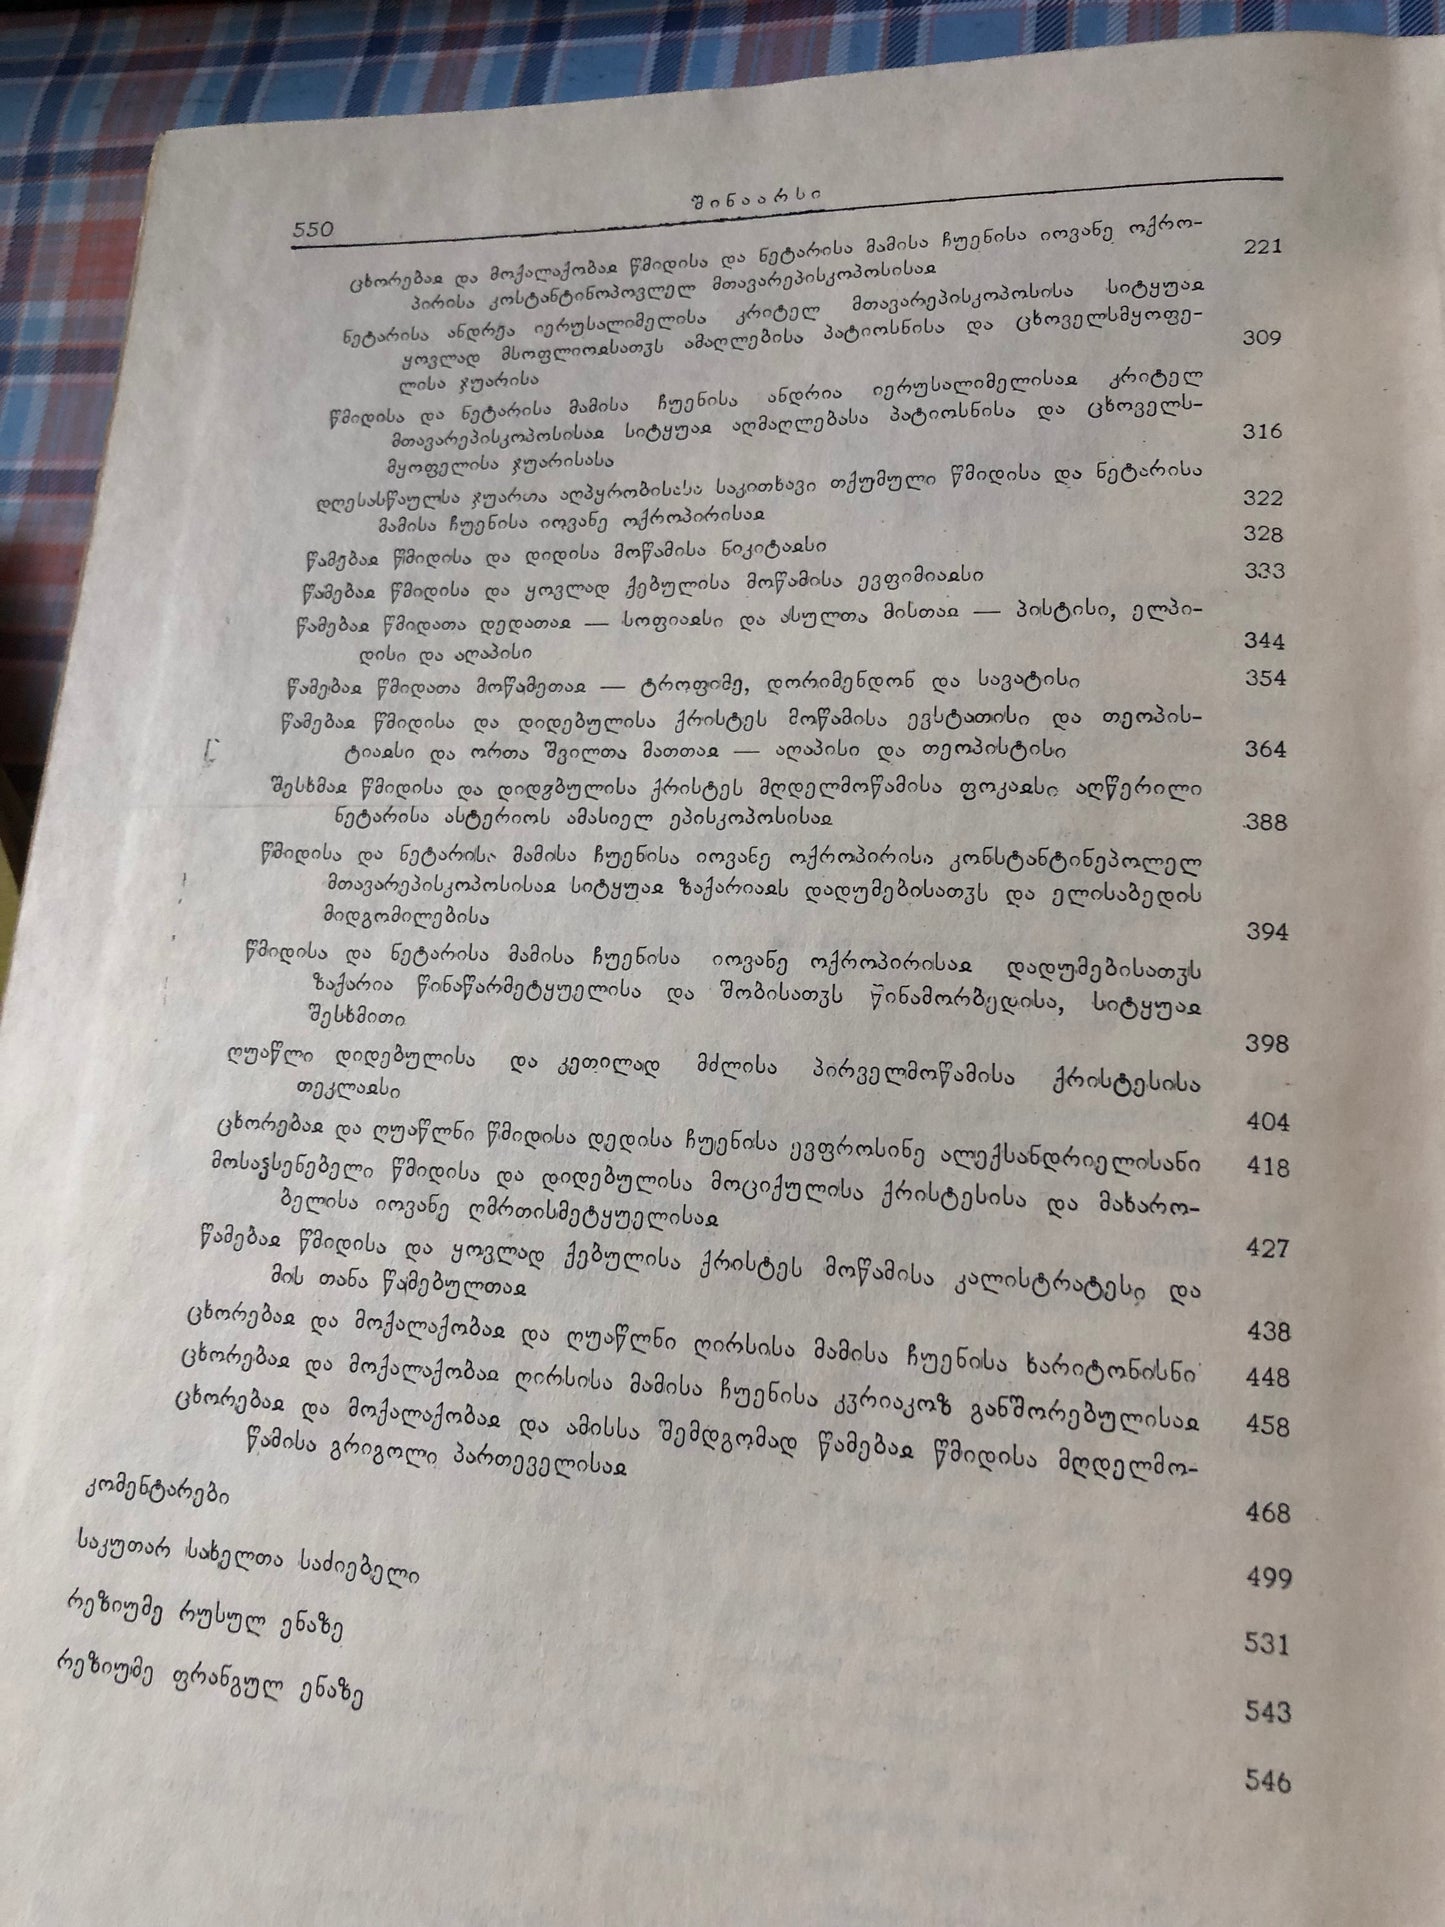 550
შინაარსი
ცხორებაჲ და მოქალაქობაჲ წმიდისა და ნეტარისა მამისა ჩუენისა იოვანე ოქრო-
პირისა კოსტანტინოპოვლელ მთავარეპისკოპოსისაჲ 221
ნეტარისა ანდრია იერუსალიმელისა კრიტელ მთავარეპისკოპოსისა სიტყუაჲ
ყოვლად მსოფლიოჲსათჳს ამაღლებისა პატიოსნისა და ცხოველსმყოფე-
ლისა ჯუარისა 309
წმიდისა და ნეტარისა მამისა ჩუენისა ანდრია იერუსალიმელისაჲ კრიტელ
მთავარეპისკოპოსისაჲ სიტყუაჲ აღმაღლებასა პატიოსნისა და ცხოველს-
მყოფელისა ჯუარისასა 316
დღესასწაულსა ჯუართა აღპყრობისასა საკითხავი თქუმული წმიდისა და ნეტარისა
მამისა ჩუენისა იოვანე ოქროპირისაჲ 322
წამებაჲ წმიდისა და დიდისა მოწამისა ნიკიტაჲსი 328
წამებაჲ წმიდისა და ყოვლად ქებულისა მოწამისა ევფიმიაჲსი 333
წამებაჲ წმიდათა დედათაჲ — სოფიაჲსი და ასულთა მისთაჲ — პისტისი, ელპი-
დისი და აღაპისი 344
წამებაჲ წმიდათა მოწამეთაჲ — ტროფიმე, დორიმენდონ და სავატისი 354
წამებაჲ წმიდისა და დიდებულისა ქრისტეს მოწამისა ევსტათისი და თეოპის-
ტიაჲსი და ორთა შვილთა მათთაჲ — აღაპისი და თეოპისტისი 364
შესხმაჲ წმიდისა და დიდებულისა ქრისტეს მღდელმოწამისა ფოკაჲსი აღწერილი
ნეტარისა ასტერიოს ამასიელ ეპისკოპოსისაჲ 388
წმიდისა და ნეტარისა მამისა ჩუენისა იოვანე ოქროპირისა კონსტანტინეპოლელ
მთავარეპისკოპოსისაჲ სიტყუაჲ ზაქარიაჲს დადუმებისათჳს და ელისაბედის
მიდგომილებისა 394
წმიდისა და ნეტარისა მამისა ჩუენისა იოვანე ოქროპირისაჲ დადუმებისათჳს
ზაქარია წინაწარმეტყუელისა და შობისათჳს წინამორბედისა, სიტყუაჲ
შესხმითი 398
ღუაწლი დიდებულისა და კეთილად მძლისა პირველმოწამისა ქრისტესისა
თეკლაჲსი 404
ცხორებაჲ და ღუაწლნი წმიდისა დედისა ჩუენისა ევფროსინე ალექსანდრიელისანი 418
მოსაჴსენებელი წმიდისა და დიდებულისა მოციქულისა ქრისტესისა და მახარო-
ბელისა იოვანე ღმრთისმეტყუელისაჲ 427
წამებაჲ წმიდისა და ყოვლად ქებულისა ქრისტეს მოწამისა კალისტრატესი და
მის თანა წამებულთაჲ 438
ცხორებაჲ და მოქალაქობაჲ და ღუაწლნი ღირსისა მამისა ჩუენისა ხარიტონისნი 448
ცხორებაჲ და მოქალაქობაჲ ღირსისა მამისა ჩუენისა კჳრიაკოზ განშორებულისაჲ 458
ცხორებაჲ და მოქალაქობაჲ და ამისსა შემდგომად წამებაჲ წმიდისა მღდელმო-
წამისა გრიგოლი პართეველისაჲ 468
კომენტარები 499
საკუთარ სახელთა საძიებელი 531
რეზიუმე რუსულ ენაზე 543
რეზიუმე ფრანგულ ენაზე 546